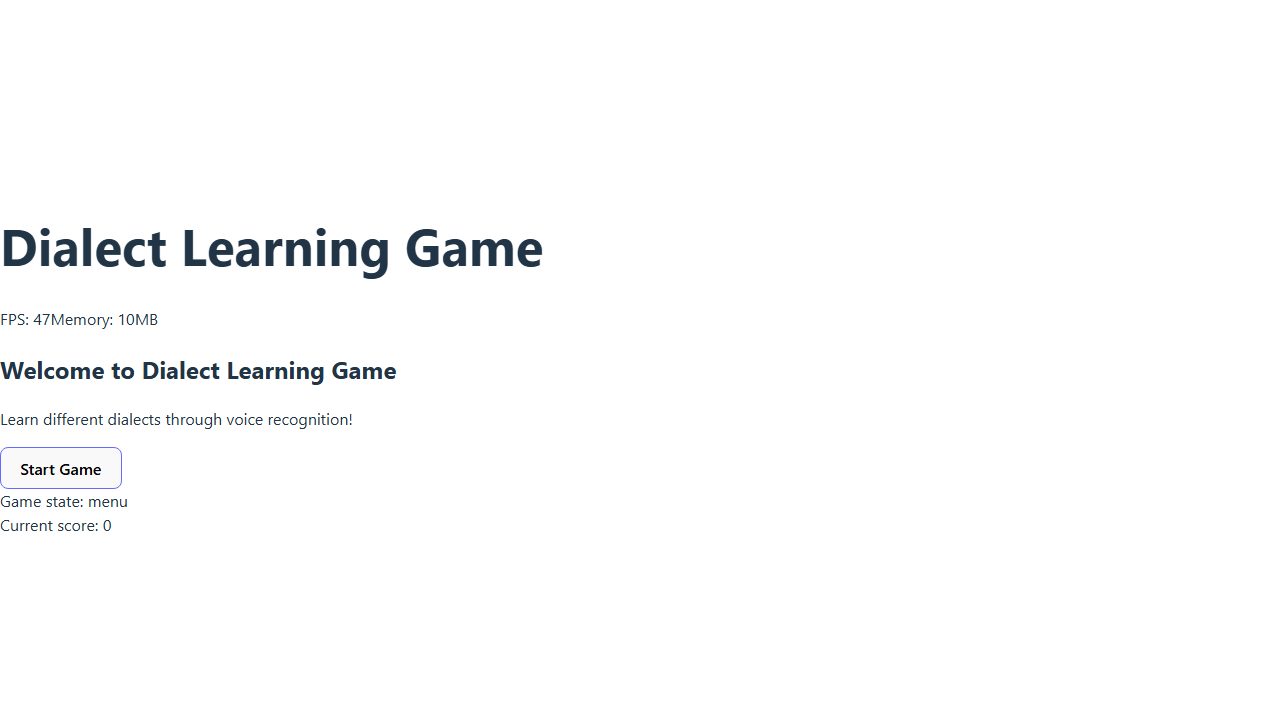 Dialect Learning Game
FPS: 47Memory: 10MB
Welcome to Dialect Learning Game
Learn different dialects through voice recognition!
Start Game
Game state: menu
Current score: 0